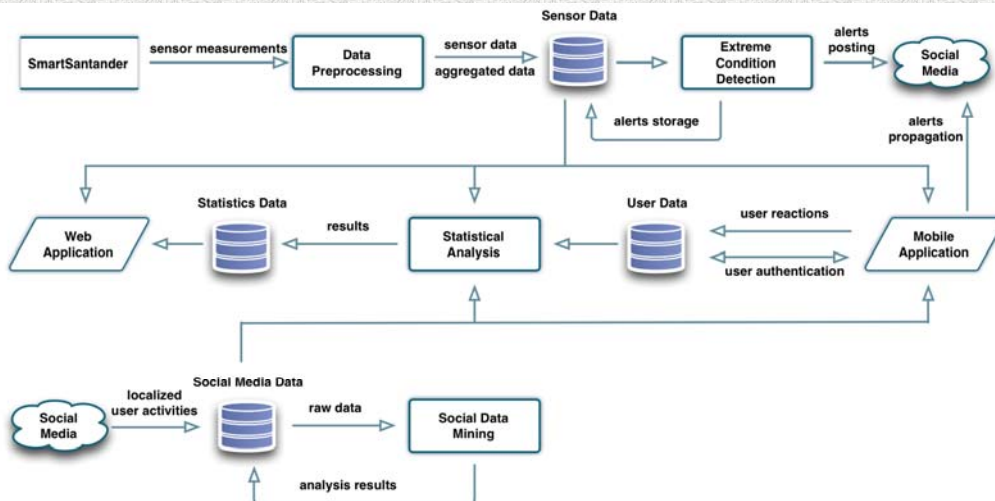 Sensor Data
SmartSantander
sensor measurements
Data
Preprocessing
sensor data
aggregated data
Extreme
Condition
Detection
alerts
posting
Social
Media
alerts storage
alerts
propagation
Statistics Data
User Data
Web
Application
results
Statistical
Analysis
user reactions
user authentication
Mobile
Application
Social Media Data
Social
Media
localized
user activities
raw data
Social Data
Mining
analysis results